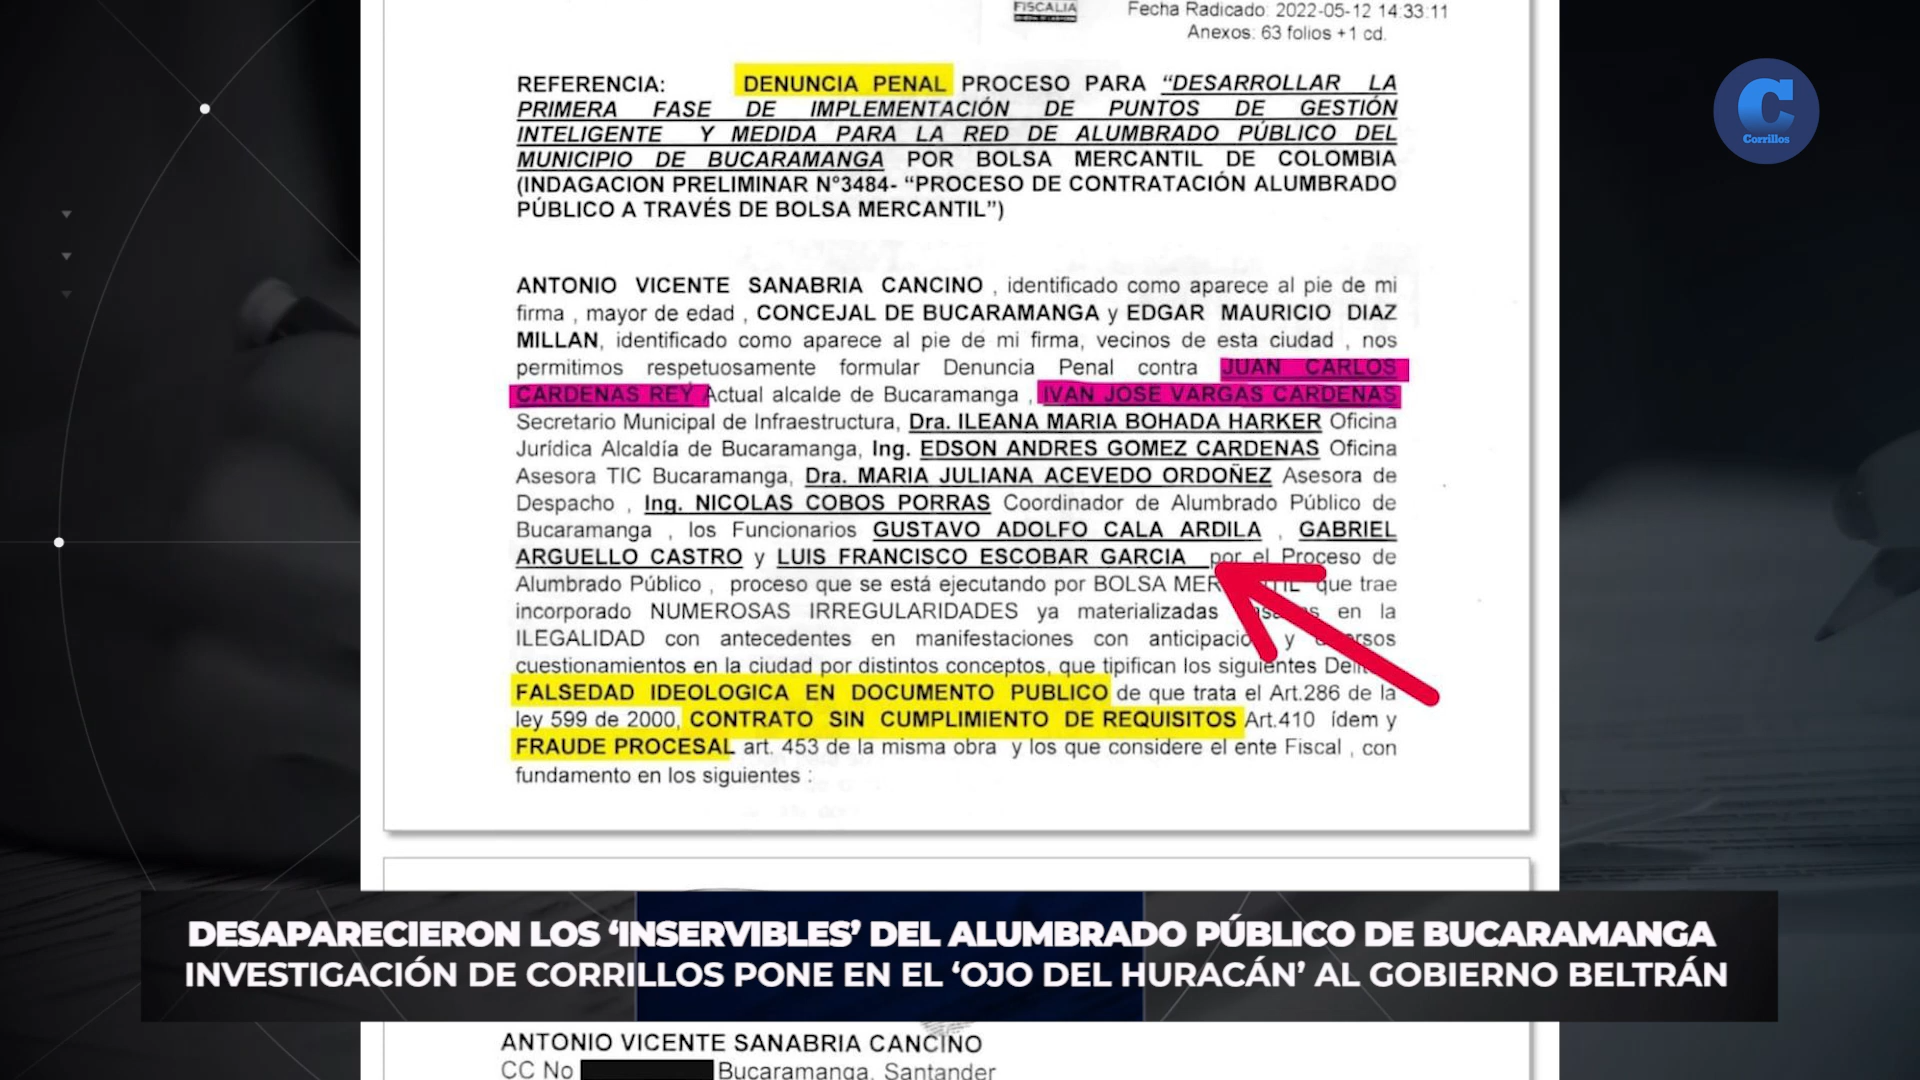 FISCALIA
Fecha Radicado: 2022-05-12 14:33:11
Anexos: 63 folios +1 cd.
C
Corrillos
REFERENCIA: DENUNCIA PENAL PROCESO PARA “DESARROLLAR LA
PRIMERA FASE DE IMPLEMENTACIÓN DE PUNTOS DE GESTIÓN
INTELIGENTE Y MEDIDA PARA LA RED DE ALUMBRADO PÚBLICO DEL
MUNICIPIO DE BUCARAMANGA POR BOLSA MERCANTIL DE COLOMBIA
(INDAGACION PRELIMINAR N°3484- “PROCESO DE CONTRATACIÓN ALUMBRADO
PÚBLICO A TRAVÉS DE BOLSA MERCANTIL”)
ANTONIO VICENTE SANABRIA CANCINO , identificado como aparece al pie de mi
firma , mayor de edad , CONCEJAL DE BUCARAMANGA y EDGAR MAURICIO DIAZ
MILLAN, identificado como aparece al pie de mi firma, vecinos de esta ciudad , nos
permitimos respetuosamente formular Denuncia Penal contra JUAN CARLOS
CARDENAS REY Actual alcalde de Bucaramanga , IVAN JOSE VARGAS CARDENAS
Secretario Municipal de Infraestructura, Dra. ILEANA MARIA BOHADA HARKER Oficina
Jurídica Alcaldía de Bucaramanga, Ing. EDSON ANDRES GOMEZ CARDENAS Oficina
Asesora TIC Bucaramanga, Dra. MARIA JULIANA ACEVEDO ORDOÑEZ Asesora de
Despacho , Ing. NICOLAS COBOS PORRAS Coordinador de Alumbrado Público de
Bucaramanga , los Funcionarios GUSTAVO ADOLFO CALA ARDILA , GABRIEL
ARGUELLO CASTRO y LUIS FRANCISCO ESCOBAR GARCIA por el Proceso de
Alumbrado Público , proceso que se está ejecutando por BOLSA que trae
incorporado NUMEROSAS IRREGULARIDADES ya materializadas en la
ILEGALIDAD con antecedentes en manifestaciones con y
cuestionamientos en la ciudad por distintos conceptos, que tipifican los siguientes
FALSEDAD IDEOLOGICA EN DOCUMENTO PUBLICO de que trata el Art.286 de la
ley 599 de 2000, CONTRATO SIN CUMPLIMIENTO DE REQUISITOS Art.410 ídem y
FRAUDE PROCESAL art. 453 de la misma obra y los que considere el ente Fiscal , con
fundamento en los siguientes :
DESAPARECIERON LOS ‘INSERVIBLES’ DEL ALUMBRADO PÚBLICO DE BUCARAMANGA
INVESTIGACIÓN DE CORRILLOS PONE EN EL ‘OJO DEL HURACÁN’ AL GOBIERNO BELTRÁN
ANTONIO VICENTE SANABRIA CANCINO
CC No Bucaramanga, Santander